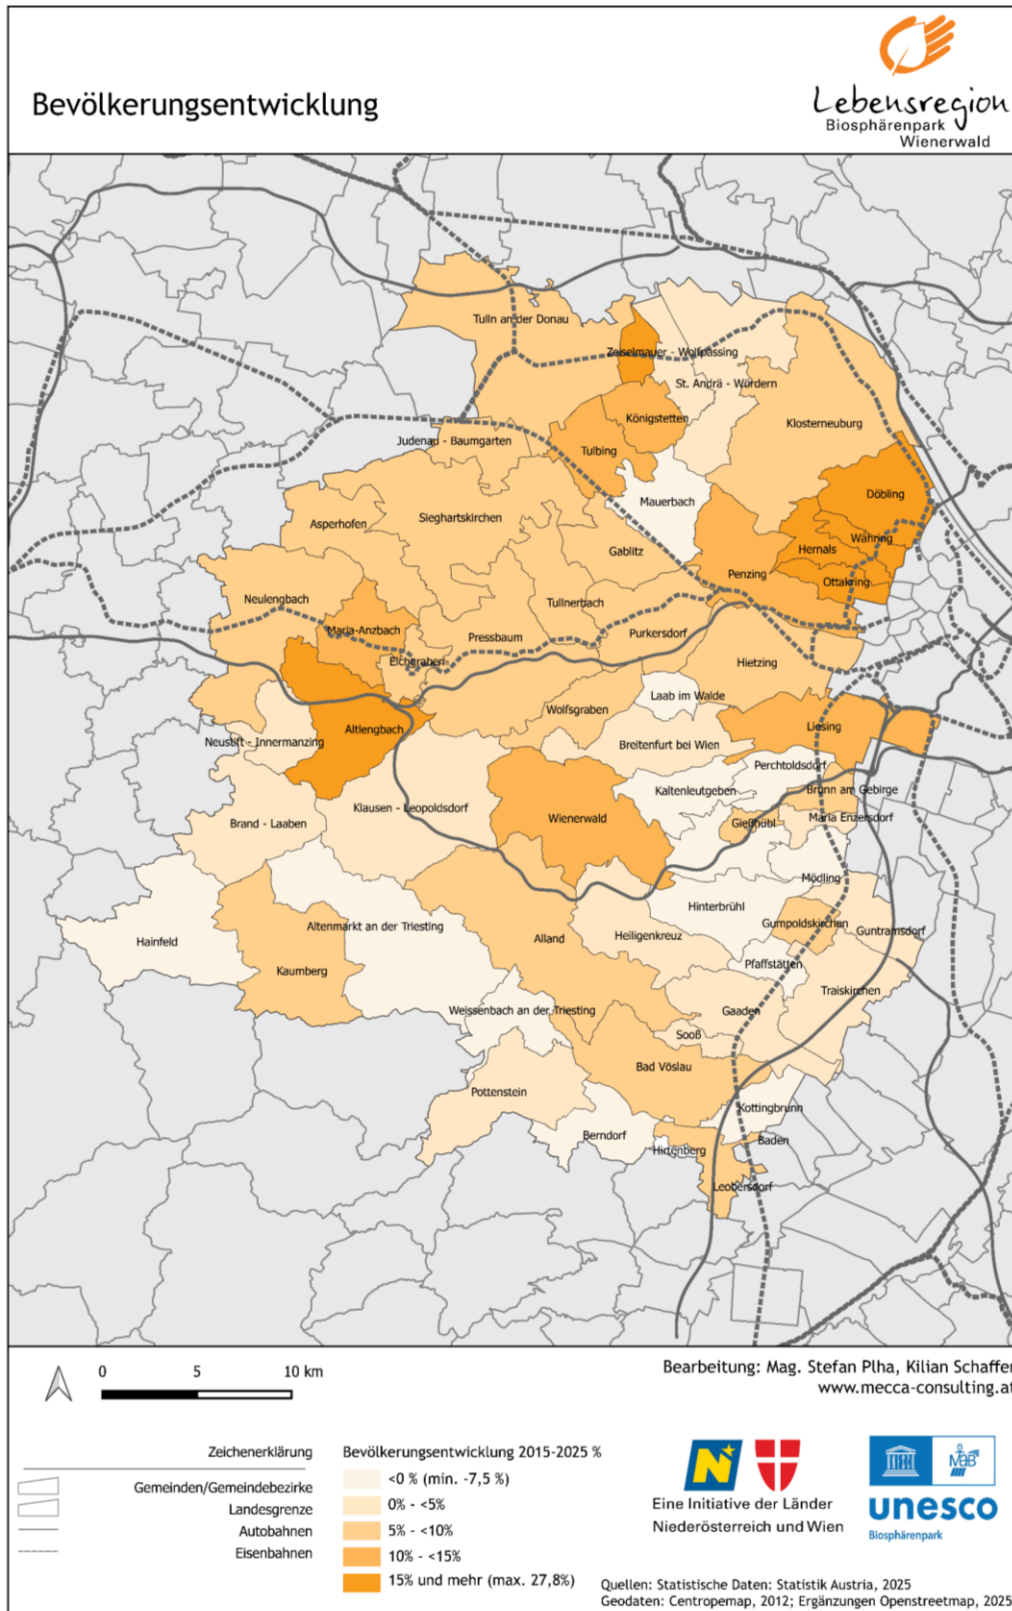 Bevölkerungsentwicklung
Lebensregion
Biosphärenpark
Wienerwald
Tulln an der Donau
Zeiselmauer - Wolfpassing
St. Andrä - Wördern
Königstetten
Klosterneuburg
Judenau - Baumgarten
Tulbing
Döbling
Mauerbach
Sieghartskirchen
Asperhofen
Währing
Hernals
Gablitz
Penzing
Ottakring
Neulengbach
Tullnerbach
Maria-Anzbach
Pressbaum
Purkersdorf
Eichgraben
Hietzing
Laab im Walde
Wolfsgraben
Altlengbach
Liesing
Neustift - Innermanzing
Breitenfurt bei Wien
Perchtoldsdorf
Kaltenleutgeben
Brunn am Gebirge
Klausen - Leopoldsdorf
Wienerwald
Maria Enzersdorf
Brand - Laaben
Gießhübl
Mödling
Hinterbrühl
Altenmarkt an der Triesting
Gumpoldskirchen
Guntramsdorf
Hainfeld
Alland
Heiligenkreuz
Pfaffstätten
Kaumberg
Traiskirchen
Weissenbach an der Triesting
Gaaden
Sooß
Bad Vöslau
Pottenstein
Kottingbrunn
Berndorf
Baden
Hirtenberg
Leobersdorf
0 5 10 km
Bearbeitung: Mag. Stefan Plha, Kilian Schaffer
www.mecca-consulting.at
Zeichenerklärung
Gemeinden/Gemeindebezirke
Landesgrenze
Autobahnen
Eisenbahnen
Bevölkerungsentwicklung 2015-2025 %
<0 % (min. -7,5 %)
0% - <5%
5% - <10%
10% - <15%
15% und mehr (max. 27,8%)
N
Eine Initiative der Länder
Niederösterreich und Wien
MaB
unesco
Biosphärenpark
Quellen: Statistische Daten: Statistik Austria, 2025
Geodaten: Centropemap, 2012; Ergänzungen Openstreetmap, 2025